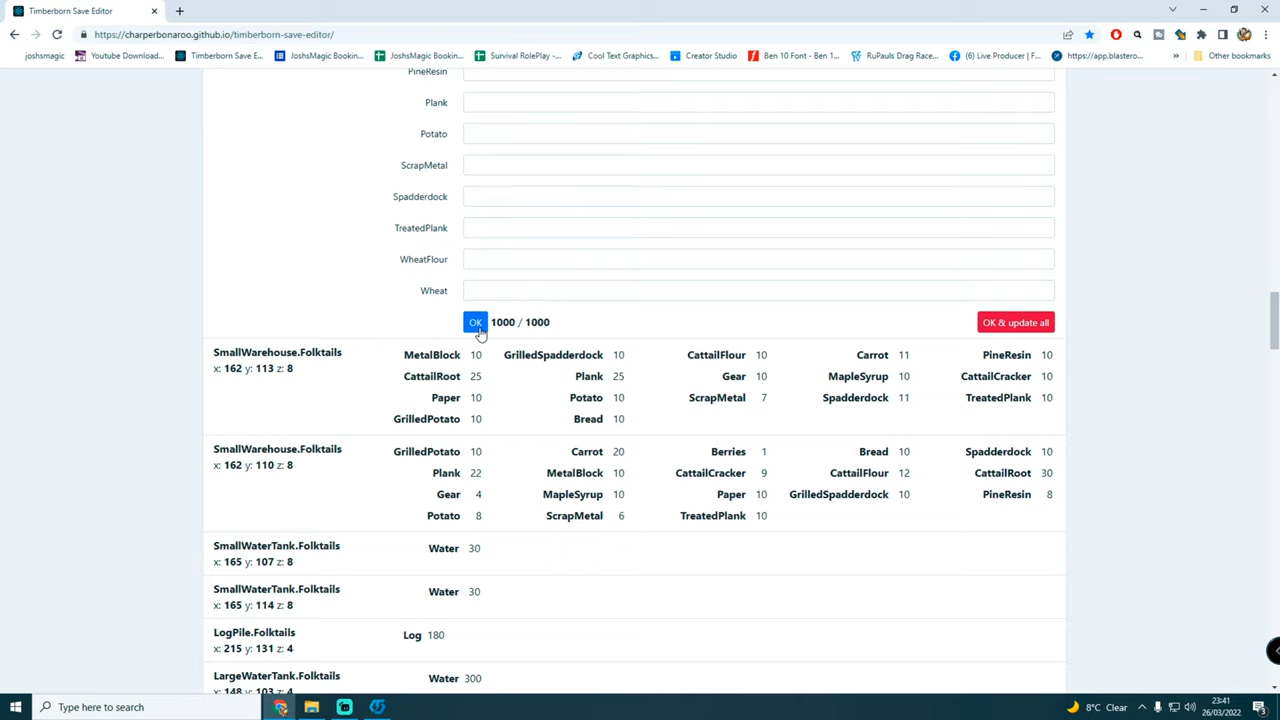 Timberborn Save Editor
https://charperbonaroo.github.io/timberborn-save-editor/
joshsmagic Youtube Download... Timberborn Save E... JoshsMagic Bookin... JoshsMagic Bookin... Survival RolePlay -... Cool Text Graphics... Creator Studio Ben 10 Font - Ben 1... RuPauls Drag Race... (6) Live Producer | F... https://app.blastero... » Other bookmarks
PineResin
Plank
Potato
ScrapMetal
Spadderdock
TreatedPlank
WheatFlour
Wheat
OK 1000 / 1000 OK & update all
SmallWarehouse.Folktails
x: 162 y: 113 z: 8
MetalBlock 10 GrilledSpadderdock 10 CattailFlour 10 Carrot 11 PineResin 10
CattailRoot 25 Plank 25 Gear 10 MapleSyrup 10 CattailCracker 10
Paper 10 Potato 10 ScrapMetal 7 Spadderdock 11 TreatedPlank 10
GrilledPotato 10 Bread 10
SmallWarehouse.Folktails
x: 162 y: 110 z: 8
GrilledPotato 10 Carrot 20 Berries 1 Bread 10 Spadderdock 10
Plank 22 MetalBlock 10 CattailCracker 9 CattailFlour 12 CattailRoot 30
Gear 4 MapleSyrup 10 Paper 10 GrilledSpadderdock 10 PineResin 8
Potato 8 ScrapMetal 6 TreatedPlank 10
SmallWaterTank.Folktails
x: 165 y: 107 z: 8
Water 30
SmallWaterTank.Folktails
x: 165 y: 114 z: 8
Water 30
LogPile.Folktails
x: 215 y: 131 z: 4
Log 180
LargeWaterTank.Folktails
x: 148 y: 103 z: 4
Water 300
Type here to search
8°C Clear
23:41
26/03/2022
3